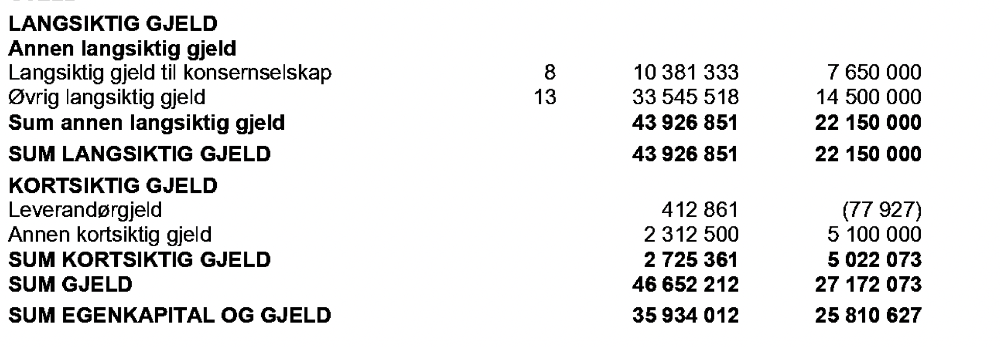 LANGSIKTIG GJELD
Annen langsiktig gjeld
Langsiktig gjeld til konsernselskap 8 10 381 333 7 650 000
Øvrig langsiktig gjeld 13 33 545 518 14 500 000
Sum annen langsiktig gjeld 43 926 851 22 150 000
SUM LANGSIKTIG GJELD 43 926 851 22 150 000
KORTSIKTIG GJELD
Leverandørgjeld 412 861 (77 927)
Annen kortsiktig gjeld 2 312 500 5 100 000
SUM KORTSIKTIG GJELD 2 725 361 5 022 073
SUM GJELD 46 652 212 27 172 073
SUM EGENKAPITAL OG GJELD 35 934 012 25 810 627